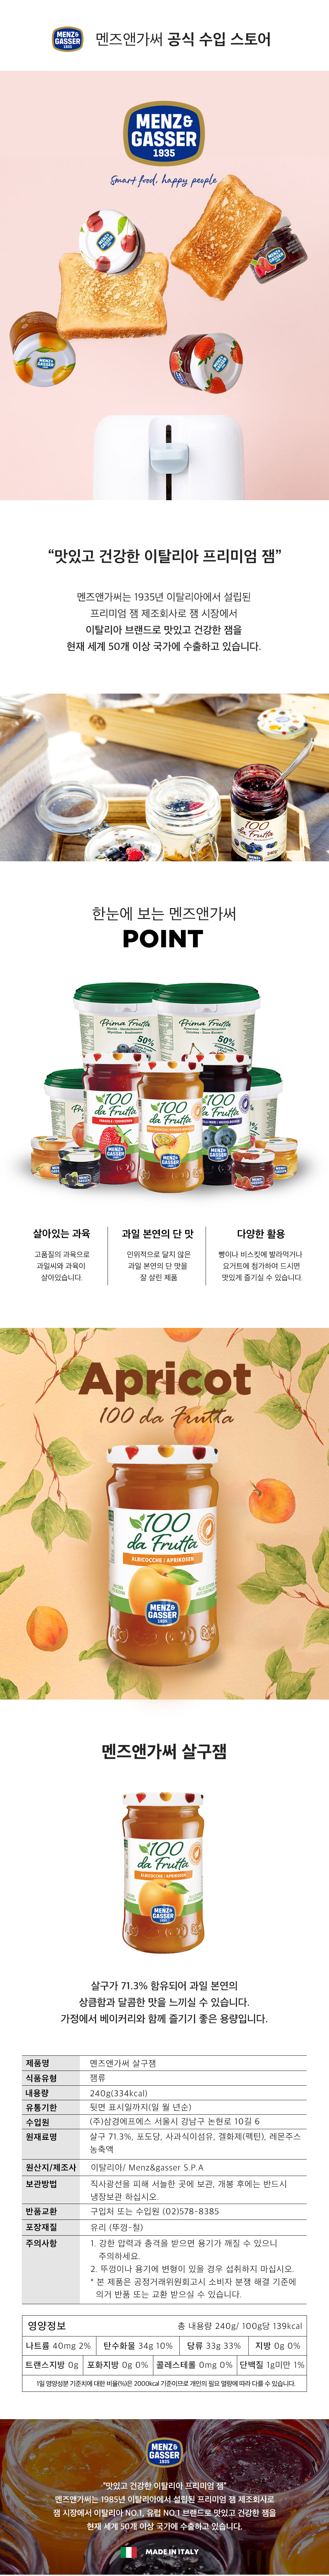 MENZ&
GASSER
1935
멘즈앤가써 공식 수입 스토어
MENZ&
GASSER
1935
Smart food, happy people
“맛있고 건강한 이탈리아 프리미엄 잼”
멘즈앤가써는 1935년 이탈리아에서 설립된
프리미엄 잼 제조회사로 잼 시장에서
이탈리아 브랜드로 맛있고 건강한 잼을
현재 세계 50개 이상 국가에 수출하고 있습니다.
100
da Frutta
240g
한눈에 보는 멘즈앤가써
POINT
Prima Frutta
50%
Prima Frutta
50%
100
da Frutta
100
da Frutta
100
da Frutta
MENZ&
GASSER
MENZ&
GASSER
MENZ&
GASSER
살아있는 과육
고품질의 과육으로
과일씨와 과육이
살아있습니다.
과일 본연의 단 맛
인위적으로 달지 않은
과일 본연의 단 맛을
잘 살린 제품
다양한 활용
빵이나 비스킷에 발라먹거나
요거트에 첨가하여 드시면
맛있게 즐기실 수 있습니다.
Apricot
100 da Frutta
100
da Frutta
ALBICOCCHE / APRIKOSEN
MENZ&
GASSER
1935
멘즈앤가써 살구잼
100
da Frutta
ALBICOCCHE / APRIKOSEN
MENZ&
GASSER
1935
살구가 71.3% 함유되어 과일 본연의
상큼함과 달콤한 맛을 느끼실 수 있습니다.
가정에서 베이커리와 함께 즐기기 좋은 용량입니다.
제품명 멘즈앤가써 살구잼
식품유형 잼류
내용량 240g(334kcal)
유통기한 뒷면 표시일까지(일 월 년순)
수입원 (주)삼경에프에스 서울시 강남구 논현로 10길 6
원재료명 살구 71.3%, 포도당, 사과식이섬유, 겔화제(펙틴), 레몬주스
농축액
원산지/제조사 이탈리아/ Menz&gasser S.P.A
보관방법 직사광선을 피해 서늘한 곳에 보관, 개봉 후에는 반드시
냉장보관 하십시오.
반품교환 구입처 또는 수입원 (02)578-8385
포장재질 유리 (뚜껑-철)
주의사항 1. 강한 압력과 충격을 받으면 용기가 깨질 수 있으니
주의하세요.
2. 뚜껑이나 용기에 변형이 있을 경우 섭취하지 마십시오.
* 본 제품은 공정거래위원회고시 소비자 분쟁 해결 기준에
의거 반품 또는 교환 받으실 수 있습니다.
영양정보 총 내용량 240g/ 100g당 139kcal
나트륨 40mg 2% 탄수화물 34g 10% 당류 33g 33% 지방 0g 0%
트랜스지방 0g 포화지방 0g 0% 콜레스테롤 0mg 0% 단백질 1g미만 1%
1일 영양성분 기준치에 대한 비율(%)은 2000kcal 기준이므로 개인의 필요 열량에 따라 다를 수 있습니다.
MENZ&
GASSER
1935
“맛있고 건강한 이탈리아 프리미엄 잼”
멘즈앤가써는 1985년 이탈리아에서 설립된 프리미엄 잼 제조회사로
잼 시장에서 이탈리아 NO.1, 유럽 NO.1 브랜드로 맛있고 건강한 잼을
현재 세계 50개 이상 국가에 수출하고 있습니다.
MADE IN ITALY